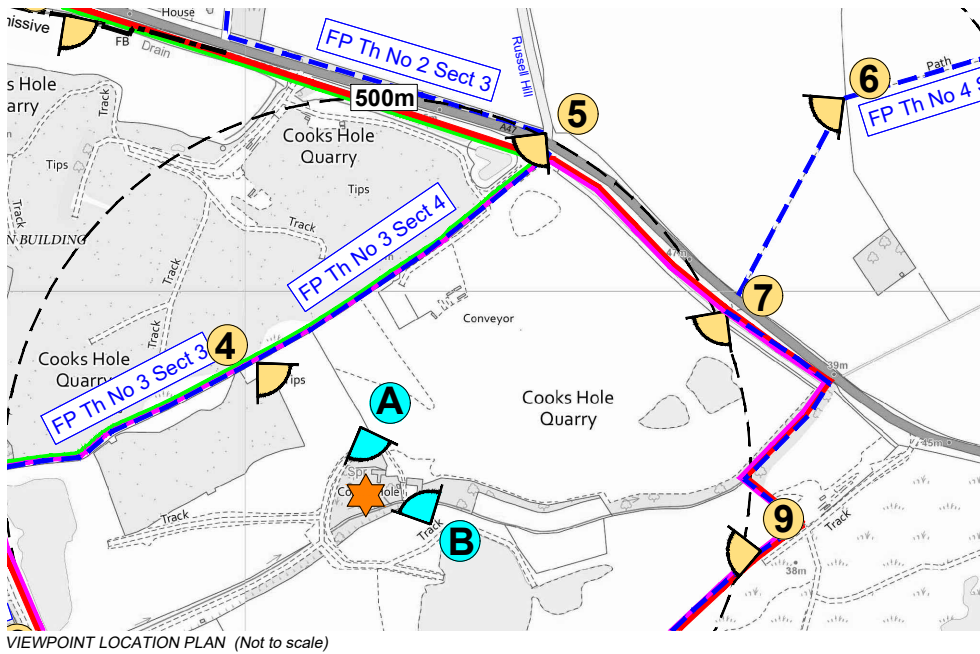 House
missive
FB
Drain
FP Th No 2 Sect 3
Russell Hill
6
Path
FP Th No 4 S
500m
5
A47
s Hole
arry
Track
Cooks Hole
Quarry
Tips
Tips
Track
FP Th No 3 Sect 4
N BUILDING
Track
Track
47m
7
Conveyor
4
Cooks Hole
Quarry
FP Th No 3 Sect 3
Tips
39m
A
Cooks Hole
Quarry
45m
Track
Track
B
9
Track
38m
VIEWPOINT LOCATION PLAN (Not to scale)